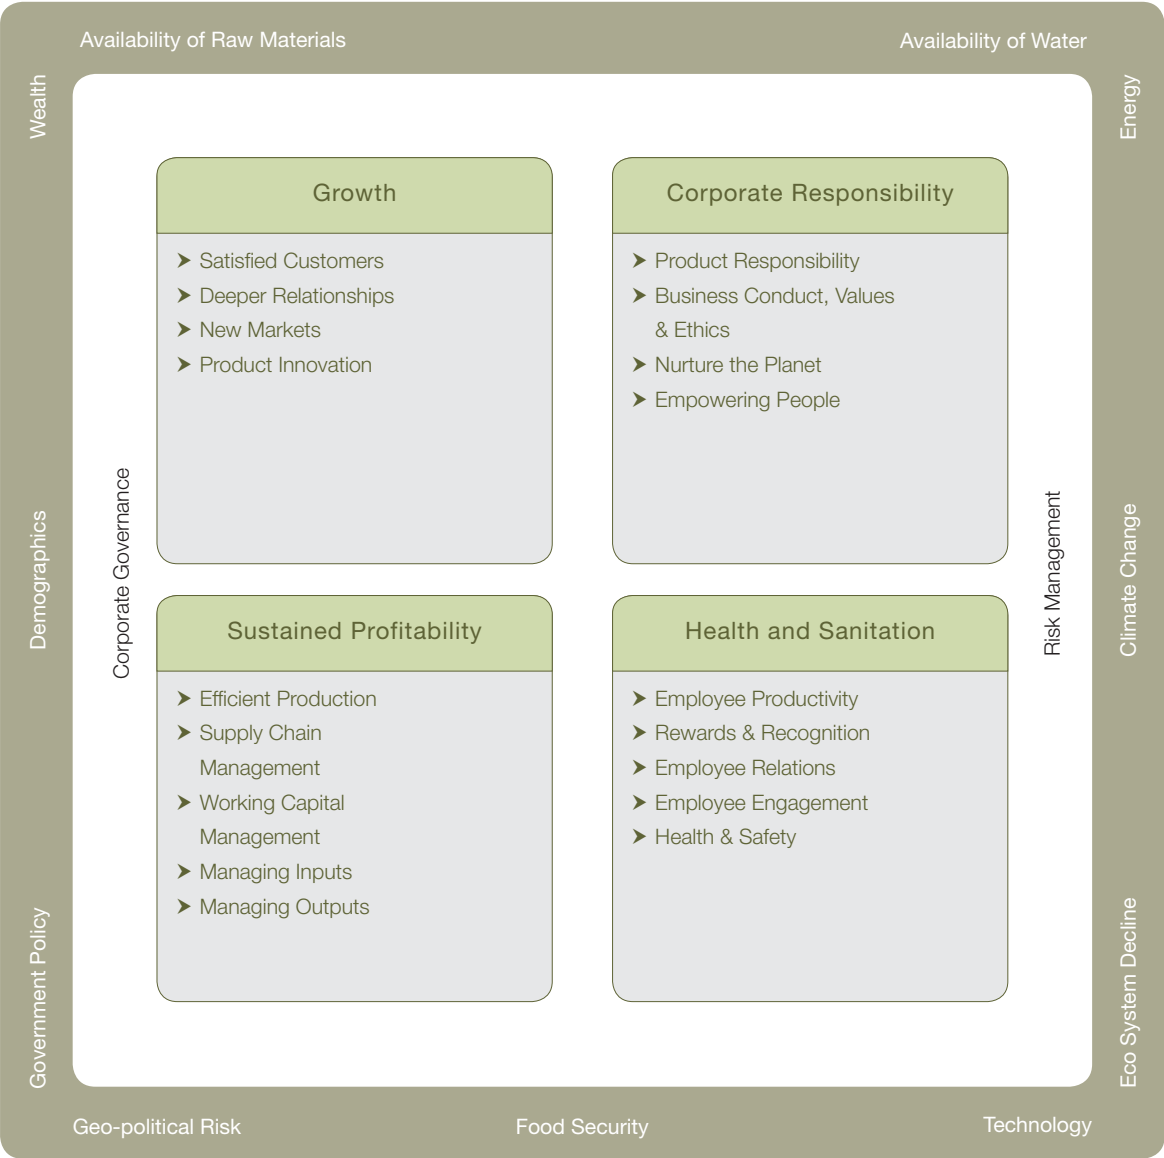 Availability of Raw Materials
Availability of Water
Wealth
Energy
Growth
➤ Satisfied Customers
➤ Deeper Relationships
➤ New Markets
➤ Product Innovation
Corporate Responsibility
➤ Product Responsibility
➤ Business Conduct, Values
& Ethics
➤ Nurture the Planet
➤ Empowering People
Demographics
Corporate Governance
Risk Management
Climate Change
Sustained Profitability
➤ Efficient Production
➤ Supply Chain
Management
➤ Working Capital
Management
➤ Managing Inputs
➤ Managing Outputs
Health and Sanitation
➤ Employee Productivity
➤ Rewards & Recognition
➤ Employee Relations
➤ Employee Engagement
➤ Health & Safety
Government Policy
Eco System Decline
Geo-political Risk
Food Security
Technology